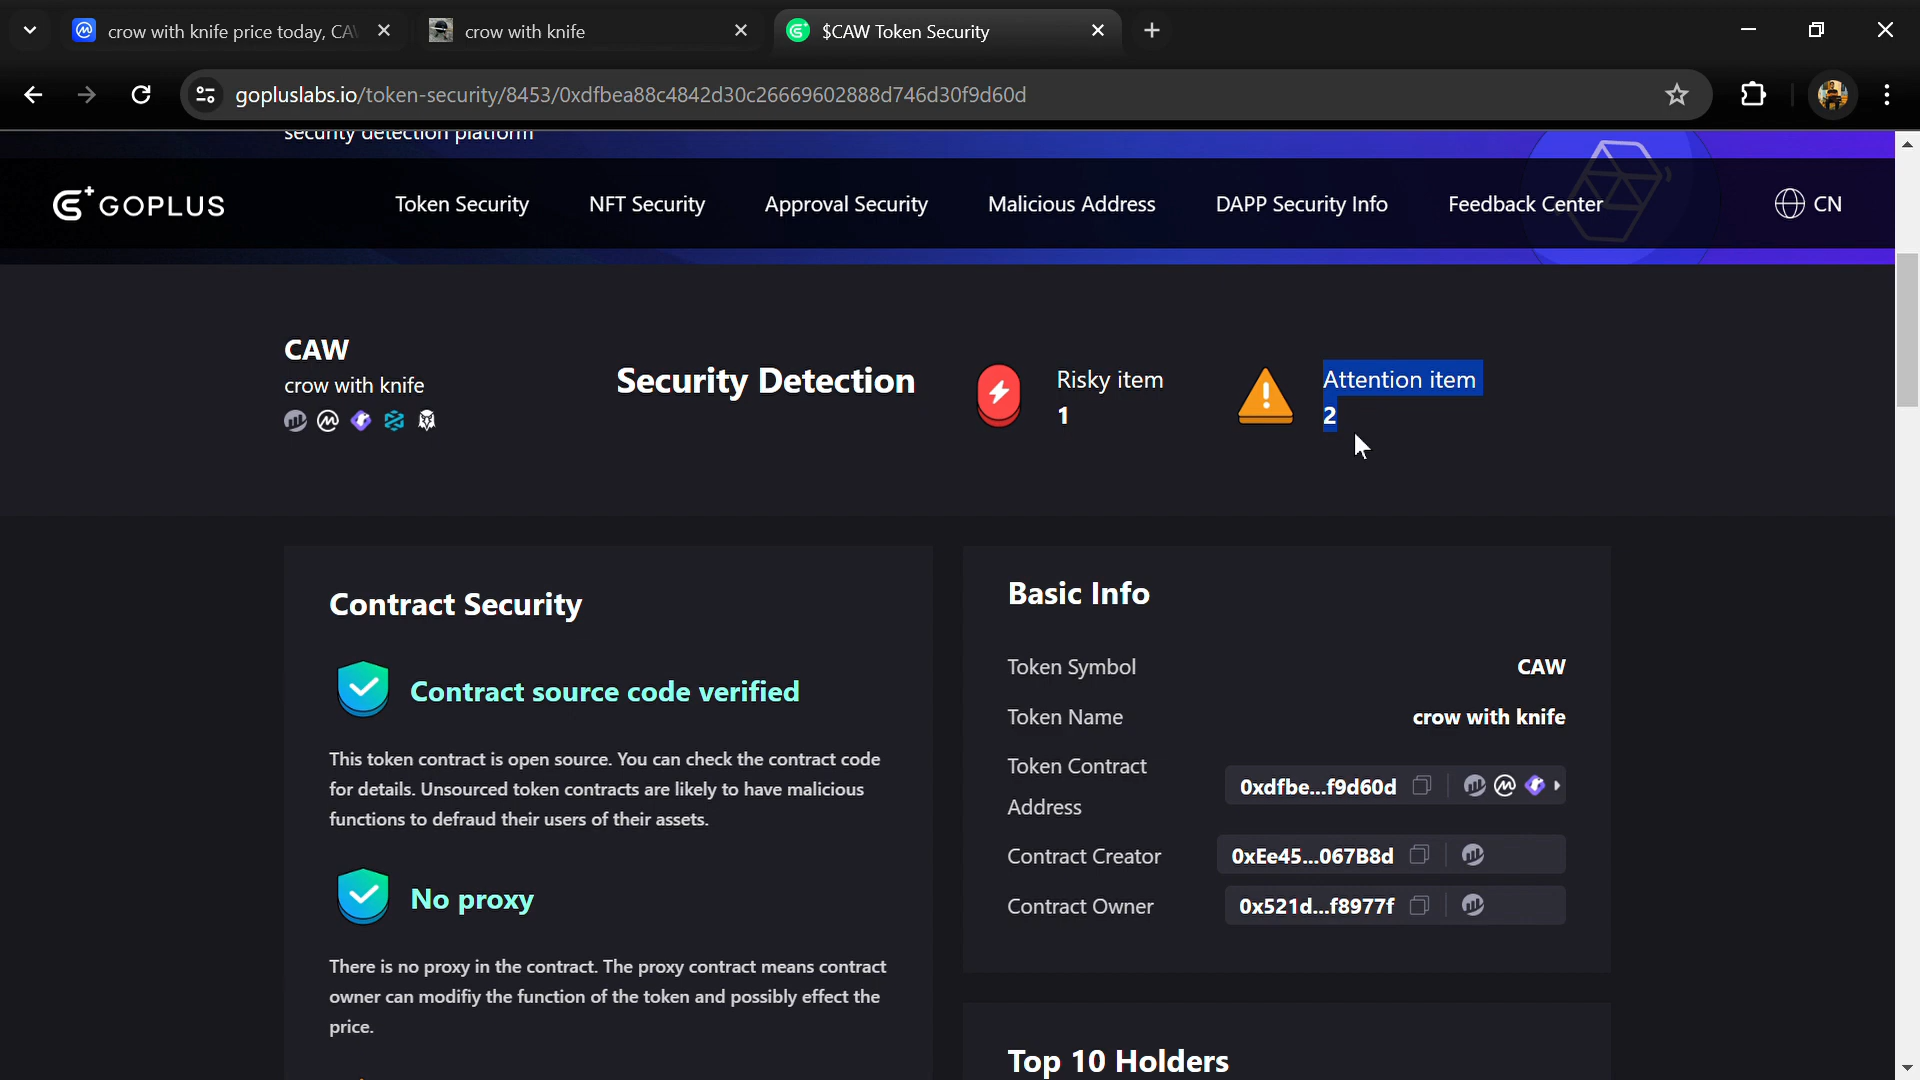 crow with knife price today, CA
crow with knife
$CAW Token Security
gopluslabs.io/token-security/8453/0xdfbea88c4842d30c26669602888d746d30f9d60d
security detection platform
GOPLUS
Token Security
NFT Security
Approval Security
Malicious Address
DAPP Security Info
Feedback Center
CN
CAW
crow with knife
Security Detection
Risky item
1
Attention item
2
Contract Security
Contract source code verified
This token contract is open source. You can check the contract code
for details. Unsourced token contracts are likely to have malicious
functions to defraud their users of their assets.
No proxy
There is no proxy in the contract. The proxy contract means contract
owner can modifiy the function of the token and possibly effect the
price.
Basic Info
Token Symbol
CAW
Token Name
crow with knife
Token Contract
Address
0xdfbe...f9d60d
Contract Creator
0xEe45...067B8d
Contract Owner
0x521d...f8977f
Top 10 Holders